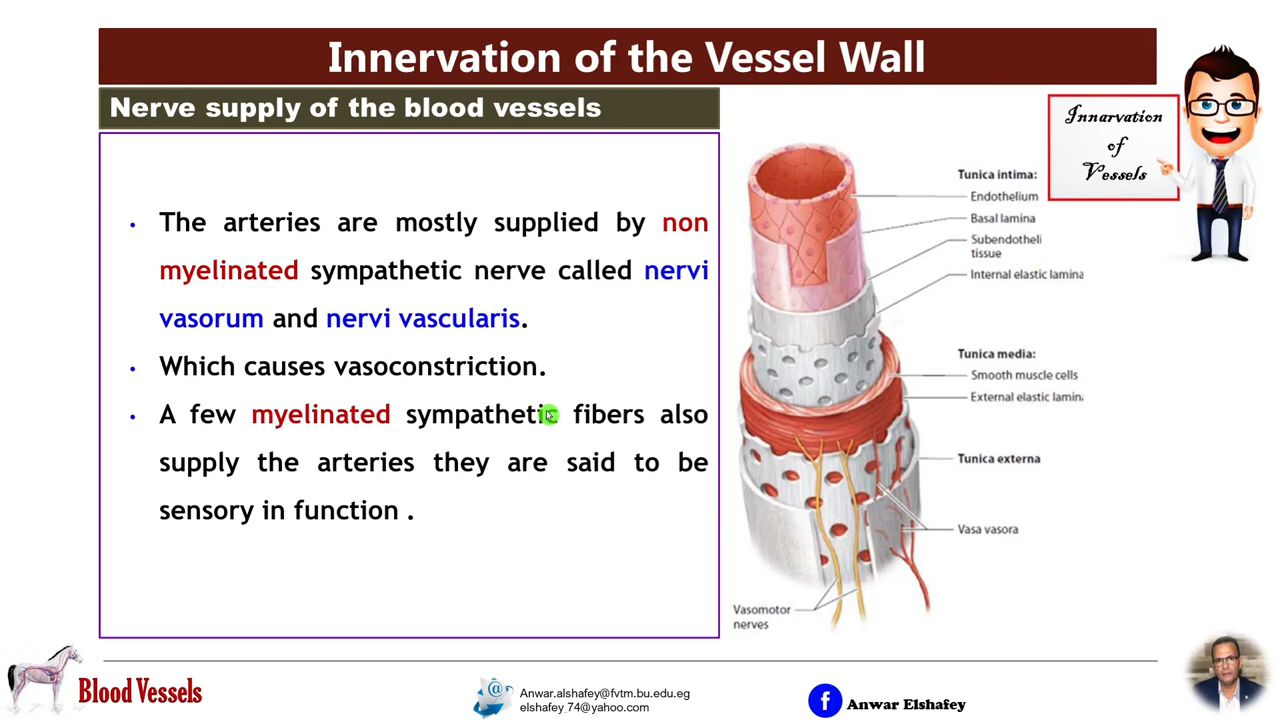 Innervation of the Vessel Wall
Nerve supply of the blood vessels
• The arteries are mostly supplied by non
myelinated sympathetic nerve called nervi
vasorum and nervi vascularis.
• Which causes vasoconstriction.
• A few myelinated sympathetic fibers also
supply the arteries they are said to be
sensory in function .
Innarvation
of
Vessels
Tunica intima:
Endothelium
Basal lamina
Subendotheli
tissue
Internal elastic lamina
Tunica media:
Smooth muscle cells
External elastic lamin
Tunica externa
Vasa vasora
Vasomotor
nerves
Blood Vessels
@
Anwar.alshafey@fvtm.bu.edu.eg
elshafey_74@yahoo.com
f
Anwar Elshafey